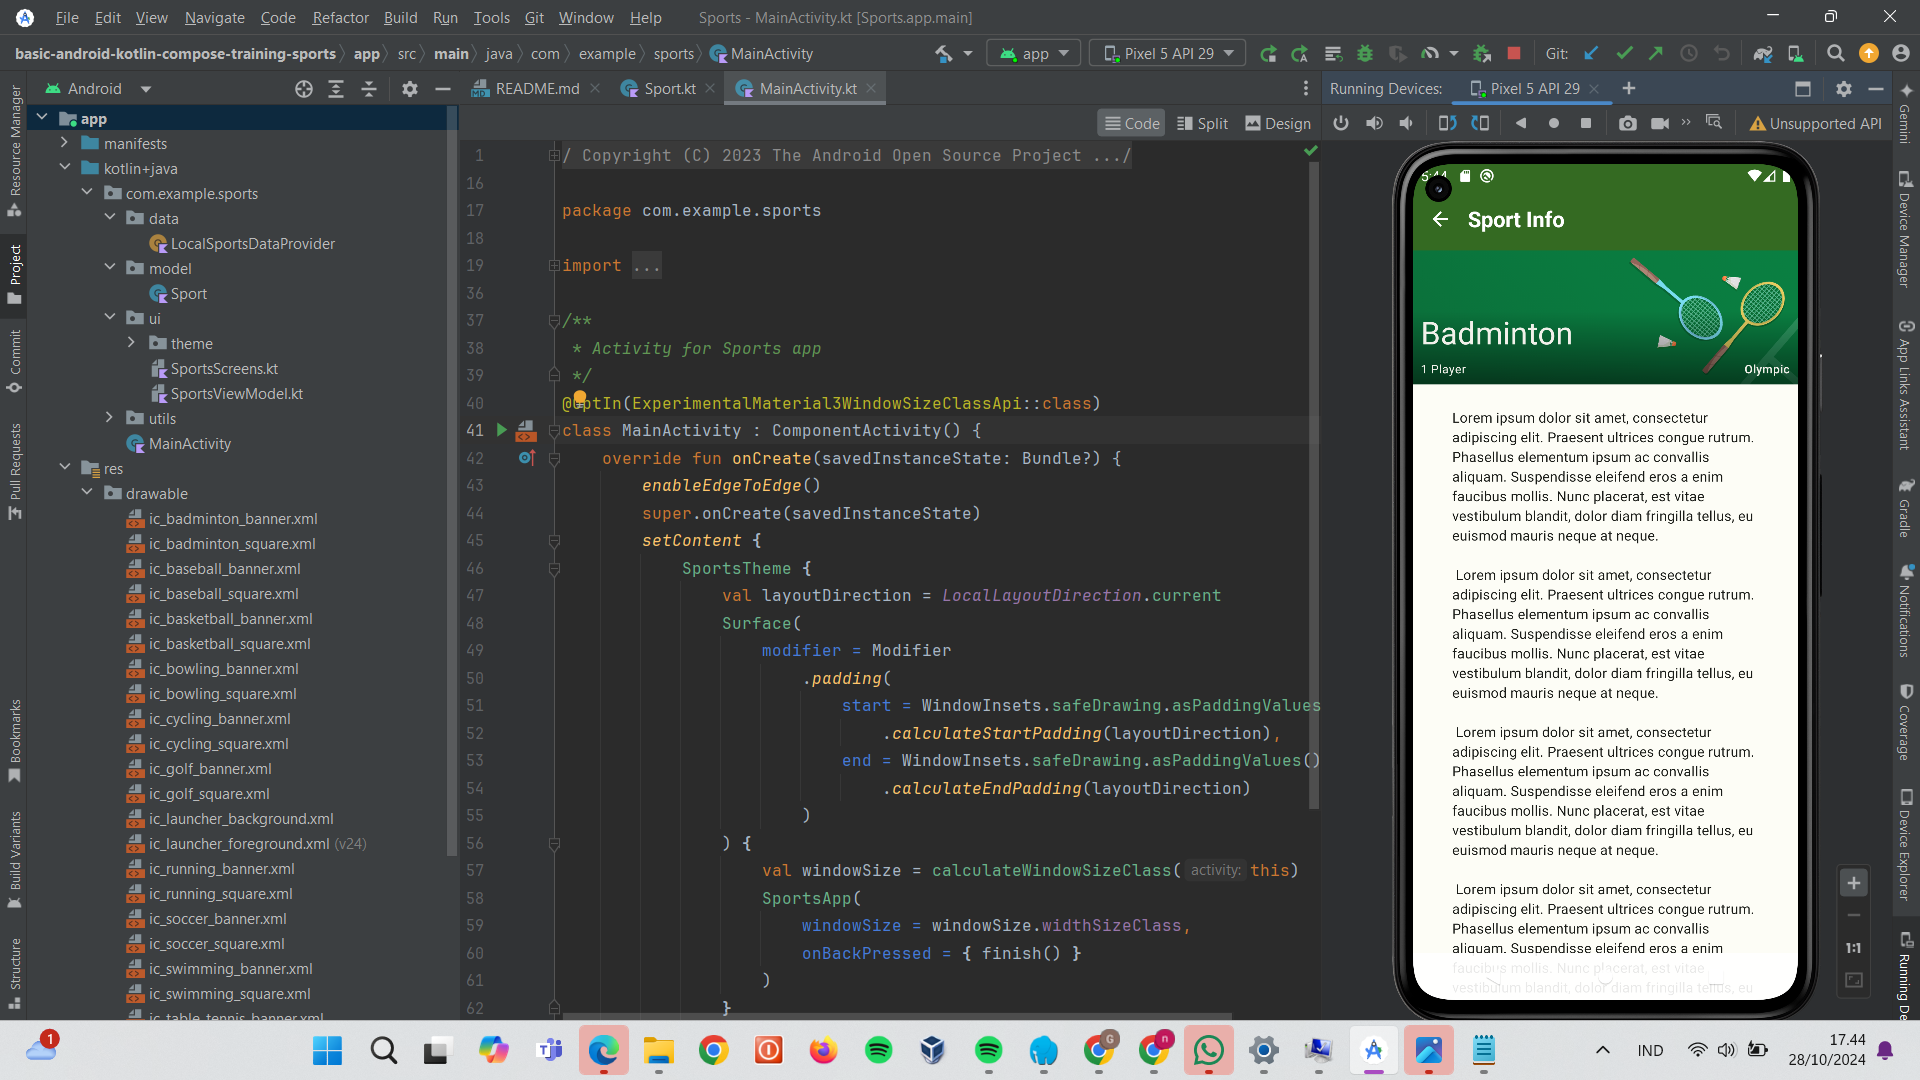 File Edit View Navigate Code Refactor Build Run Tools Git Window Help Sports - MainActivity.kt [Sports.app.main]
basic-android-kotlin-compose-training-sports app src main java com example sports MainActivity
app Pixel 5 API 29 Git:
Android
README.md Sport.kt MainActivity.kt
Running Devices: Pixel 5 API 29
Code Split Design
Unsupported API
Resource Manager
Project
Commit
Pull Requests
Bookmarks
Build Variants
Structure
app
manifests
kotlin+java
com.example.sports
data
LocalSportsDataProvider
model
Sport
ui
theme
SportsScreens.kt
SportsViewModel.kt
utils
MainActivity
res
drawable
ic_badminton_banner.xml
ic_badminton_square.xml
ic_baseball_banner.xml
ic_baseball_square.xml
ic_basketball_banner.xml
ic_basketball_square.xml
ic_bowling_banner.xml
ic_bowling_square.xml
ic_cycling_banner.xml
ic_cycling_square.xml
ic_golf_banner.xml
ic_golf_square.xml
ic_launcher_background.xml
ic_launcher_foreground.xml (v24)
ic_running_banner.xml
ic_running_square.xml
ic_soccer_banner.xml
ic_soccer_square.xml
ic_swimming_banner.xml
ic_swimming_square.xml
ic_table_tennis_banner.xml
1 / Copyright (C) 2023 The Android Open Source Project .../
16
17 package com.example.sports
18
19 import ...
36
37 /**
38 * Activity for Sports app
39 */
40 @OptIn(ExperimentalMaterial3WindowSizeClassApi::class)
41 class MainActivity : ComponentActivity() {
42 override fun onCreate(savedInstanceState: Bundle?) {
43 enableEdgeToEdge()
44 super.onCreate(savedInstanceState)
45 setContent {
46 SportsTheme {
47 val layoutDirection = LocalLayoutDirection.current
48 Surface(
49 modifier = Modifier
50 .padding(
51 start = WindowInsets.safeDrawing.asPaddingValues
52 .calculateStartPadding(layoutDirection),
53 end = WindowInsets.safeDrawing.asPaddingValues()
54 .calculateEndPadding(layoutDirection)
55 )
56 ) {
57 val windowSize = calculateWindowSizeClass( activity: this)
58 SportsApp(
59 windowSize = windowSize.widthSizeClass,
60 onBackPressed = { finish() }
61 )
62 }
5:44
Sport Info
Badminton
1 Player Olympic
Lorem ipsum dolor sit amet, consectetur
adipiscing elit. Praesent ultrices congue rutrum.
Phasellus elementum ipsum ac convallis
aliquam. Suspendisse eleifend eros a enim
faucibus mollis. Nunc placerat, est vitae
vestibulum blandit, dolor diam fringilla tellus, eu
euismod mauris neque at neque.
Lorem ipsum dolor sit amet, consectetur
adipiscing elit. Praesent ultrices congue rutrum.
Phasellus elementum ipsum ac convallis
aliquam. Suspendisse eleifend eros a enim
faucibus mollis. Nunc placerat, est vitae
vestibulum blandit, dolor diam fringilla tellus, eu
euismod mauris neque at neque.
Lorem ipsum dolor sit amet, consectetur
adipiscing elit. Praesent ultrices congue rutrum.
Phasellus elementum ipsum ac convallis
aliquam. Suspendisse eleifend eros a enim
faucibus mollis. Nunc placerat, est vitae
vestibulum blandit, dolor diam fringilla tellus, eu
euismod mauris neque at neque.
Lorem ipsum dolor sit amet, consectetur
adipiscing elit. Praesent ultrices congue rutrum.
Phasellus elementum ipsum ac convallis
aliquam. Suspendisse eleifend eros a enim
faucibus mollis. Nunc placerat, est vitae
vestibulum blandit, dolor diam fringilla tellus, eu
1:1
Gemini
Device Manager
App Links Assistant
Gradle
Notifications
Coverage
Device Explorer
Running De
1
IND
17.44
28/10/2024